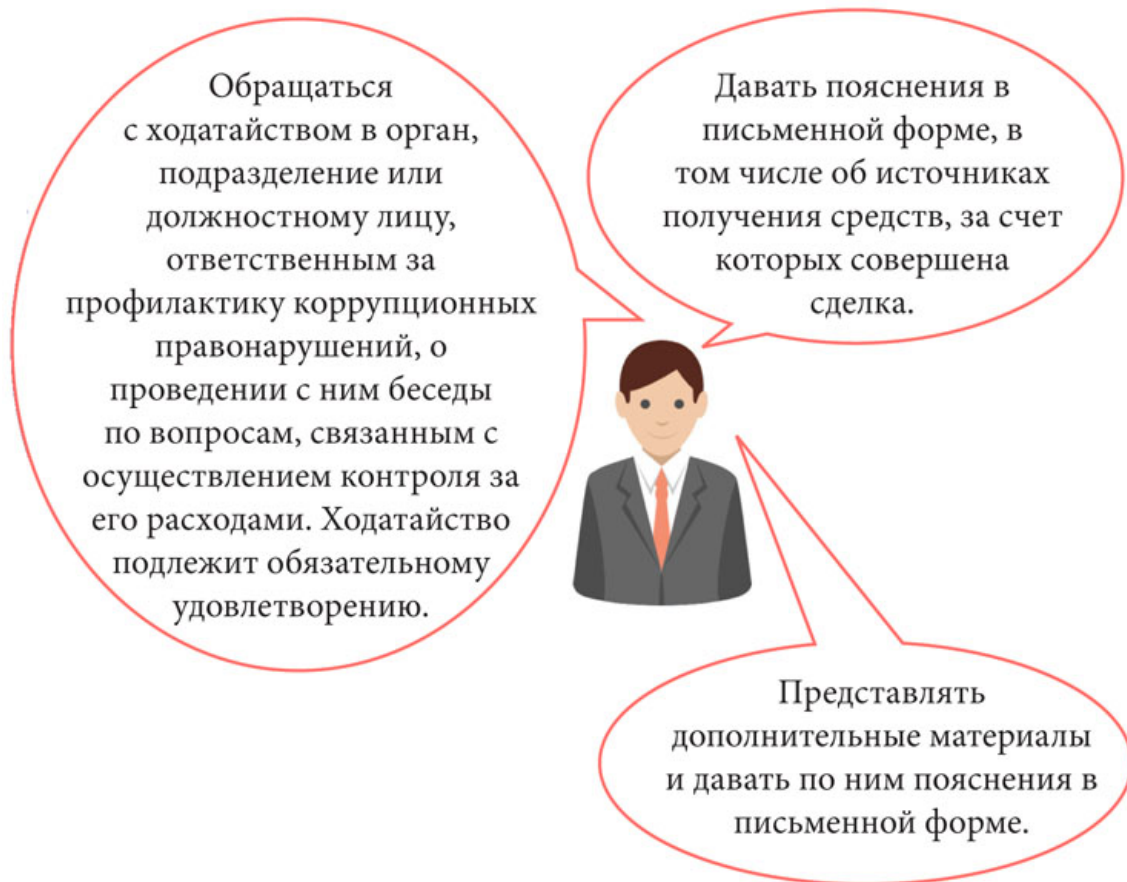 Обращаться
с ходатайством в орган,
подразделение или
должностному лицу,
ответственным за
профилактику коррупционных
правонарушений, о
проведении с ним беседы
по вопросам, связанным с
осуществлением контроля за
его расходами. Ходатайство
подлежит обязательному
удовлетворению.
Давать пояснения в
письменной форме, в
том числе об источниках
получения средств, за счет
которых совершена
сделка.
Представлять
дополнительные материалы
и давать по ним пояснения в
письменной форме.